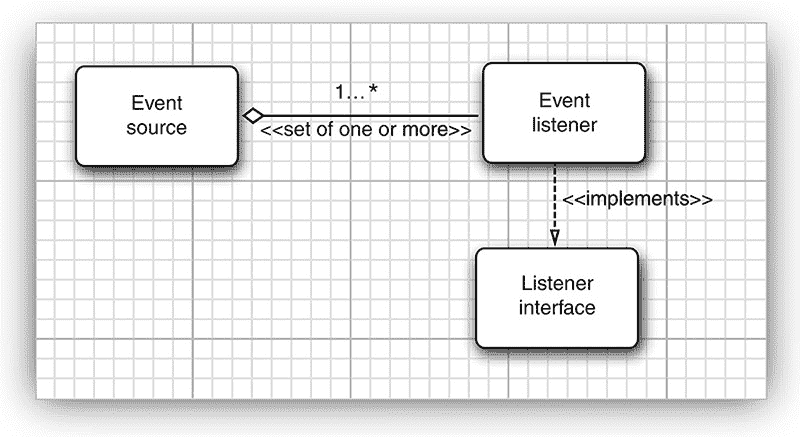 Event
source
1…*
<<set of one or more>>
Event
listener
<<implements>>
Listener
interface